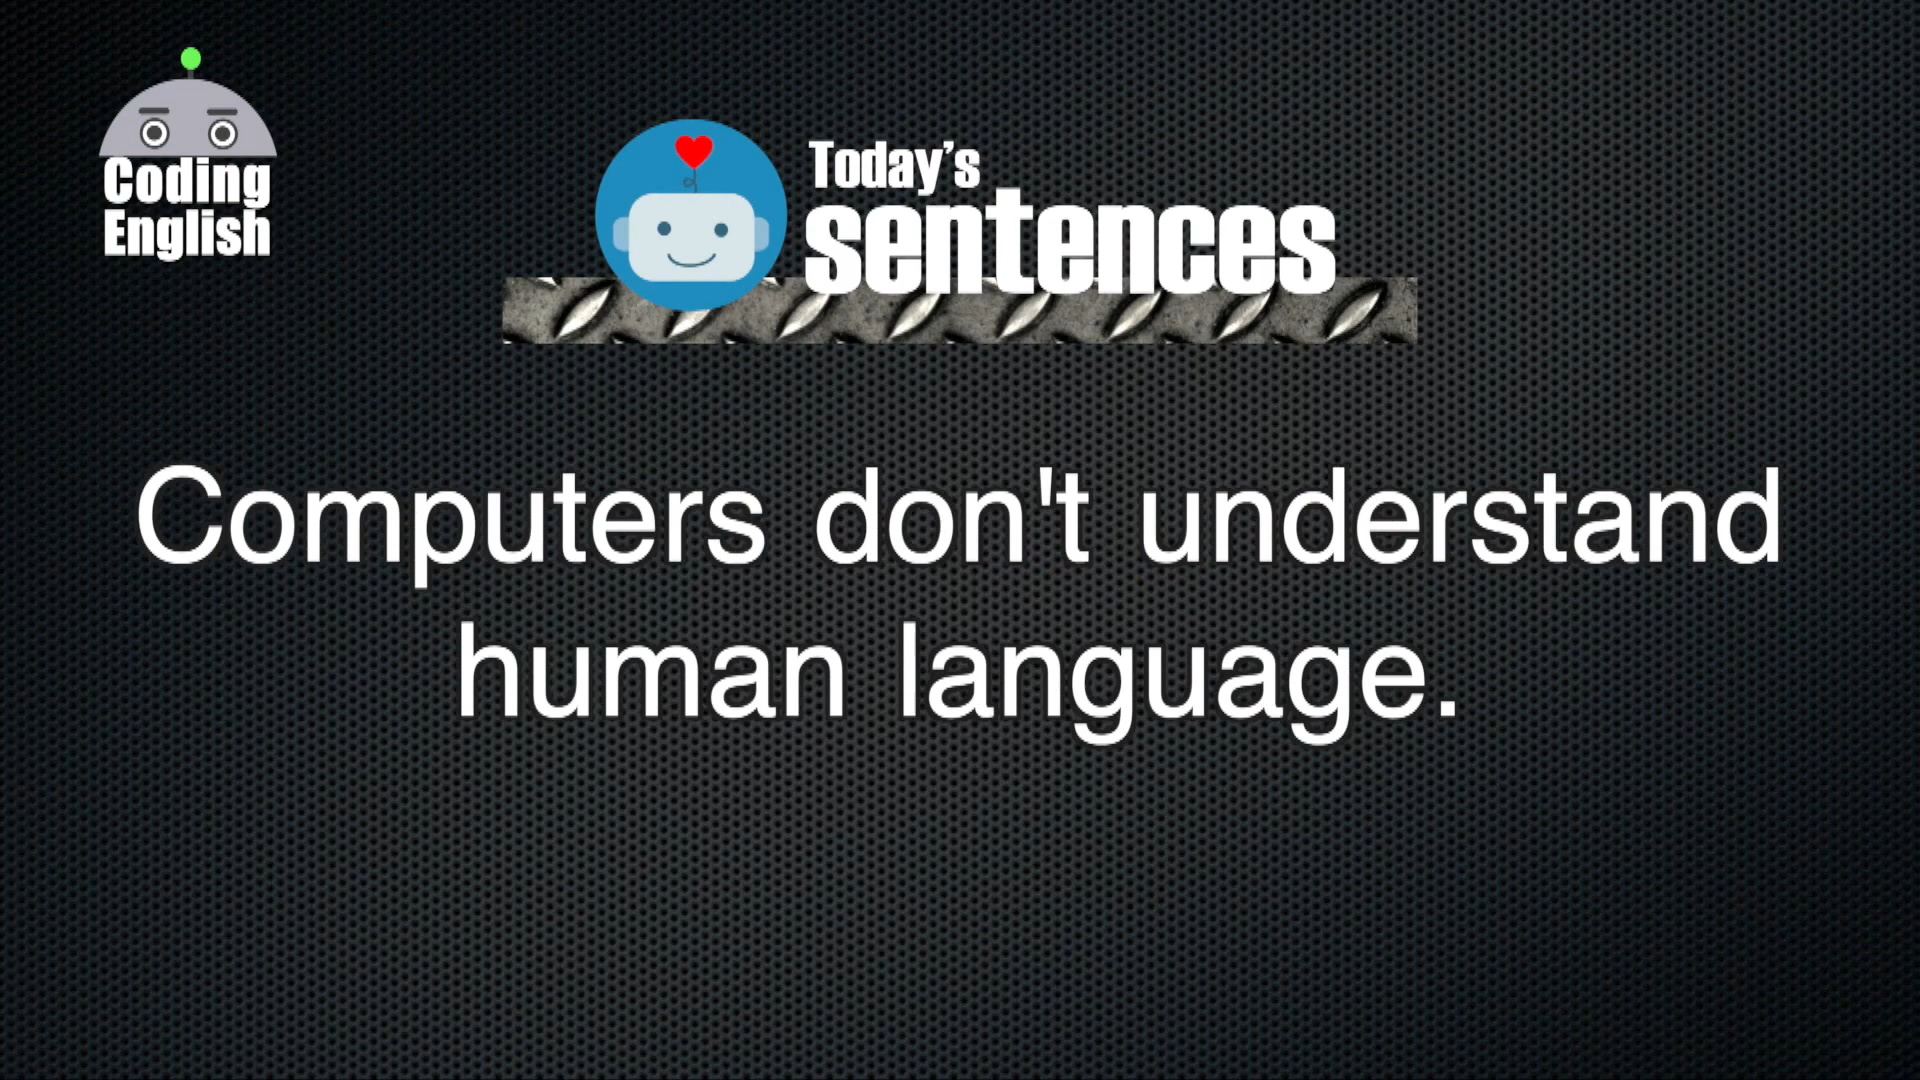 Coding
English
Today's
sentences
Computers don't understand
human language.